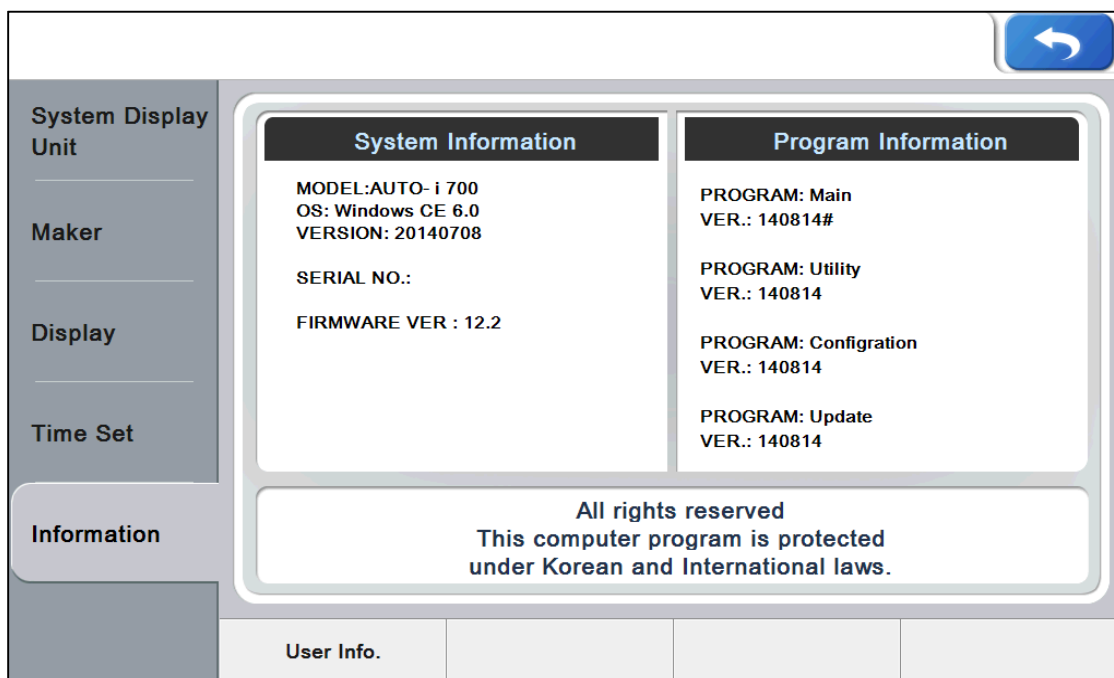 System Display
Unit
Maker
Display
Time Set
Information
System Information
MODEL:AUTO- i 700
OS: Windows CE 6.0
VERSION: 20140708
SERIAL NO.:
FIRMWARE VER : 12.2
Program Information
PROGRAM: Main
VER.: 140814#
PROGRAM: Utility
VER.: 140814
PROGRAM: Configration
VER.: 140814
PROGRAM: Update
VER.: 140814
All rights reserved
This computer program is protected
under Korean and International laws.
User Info.